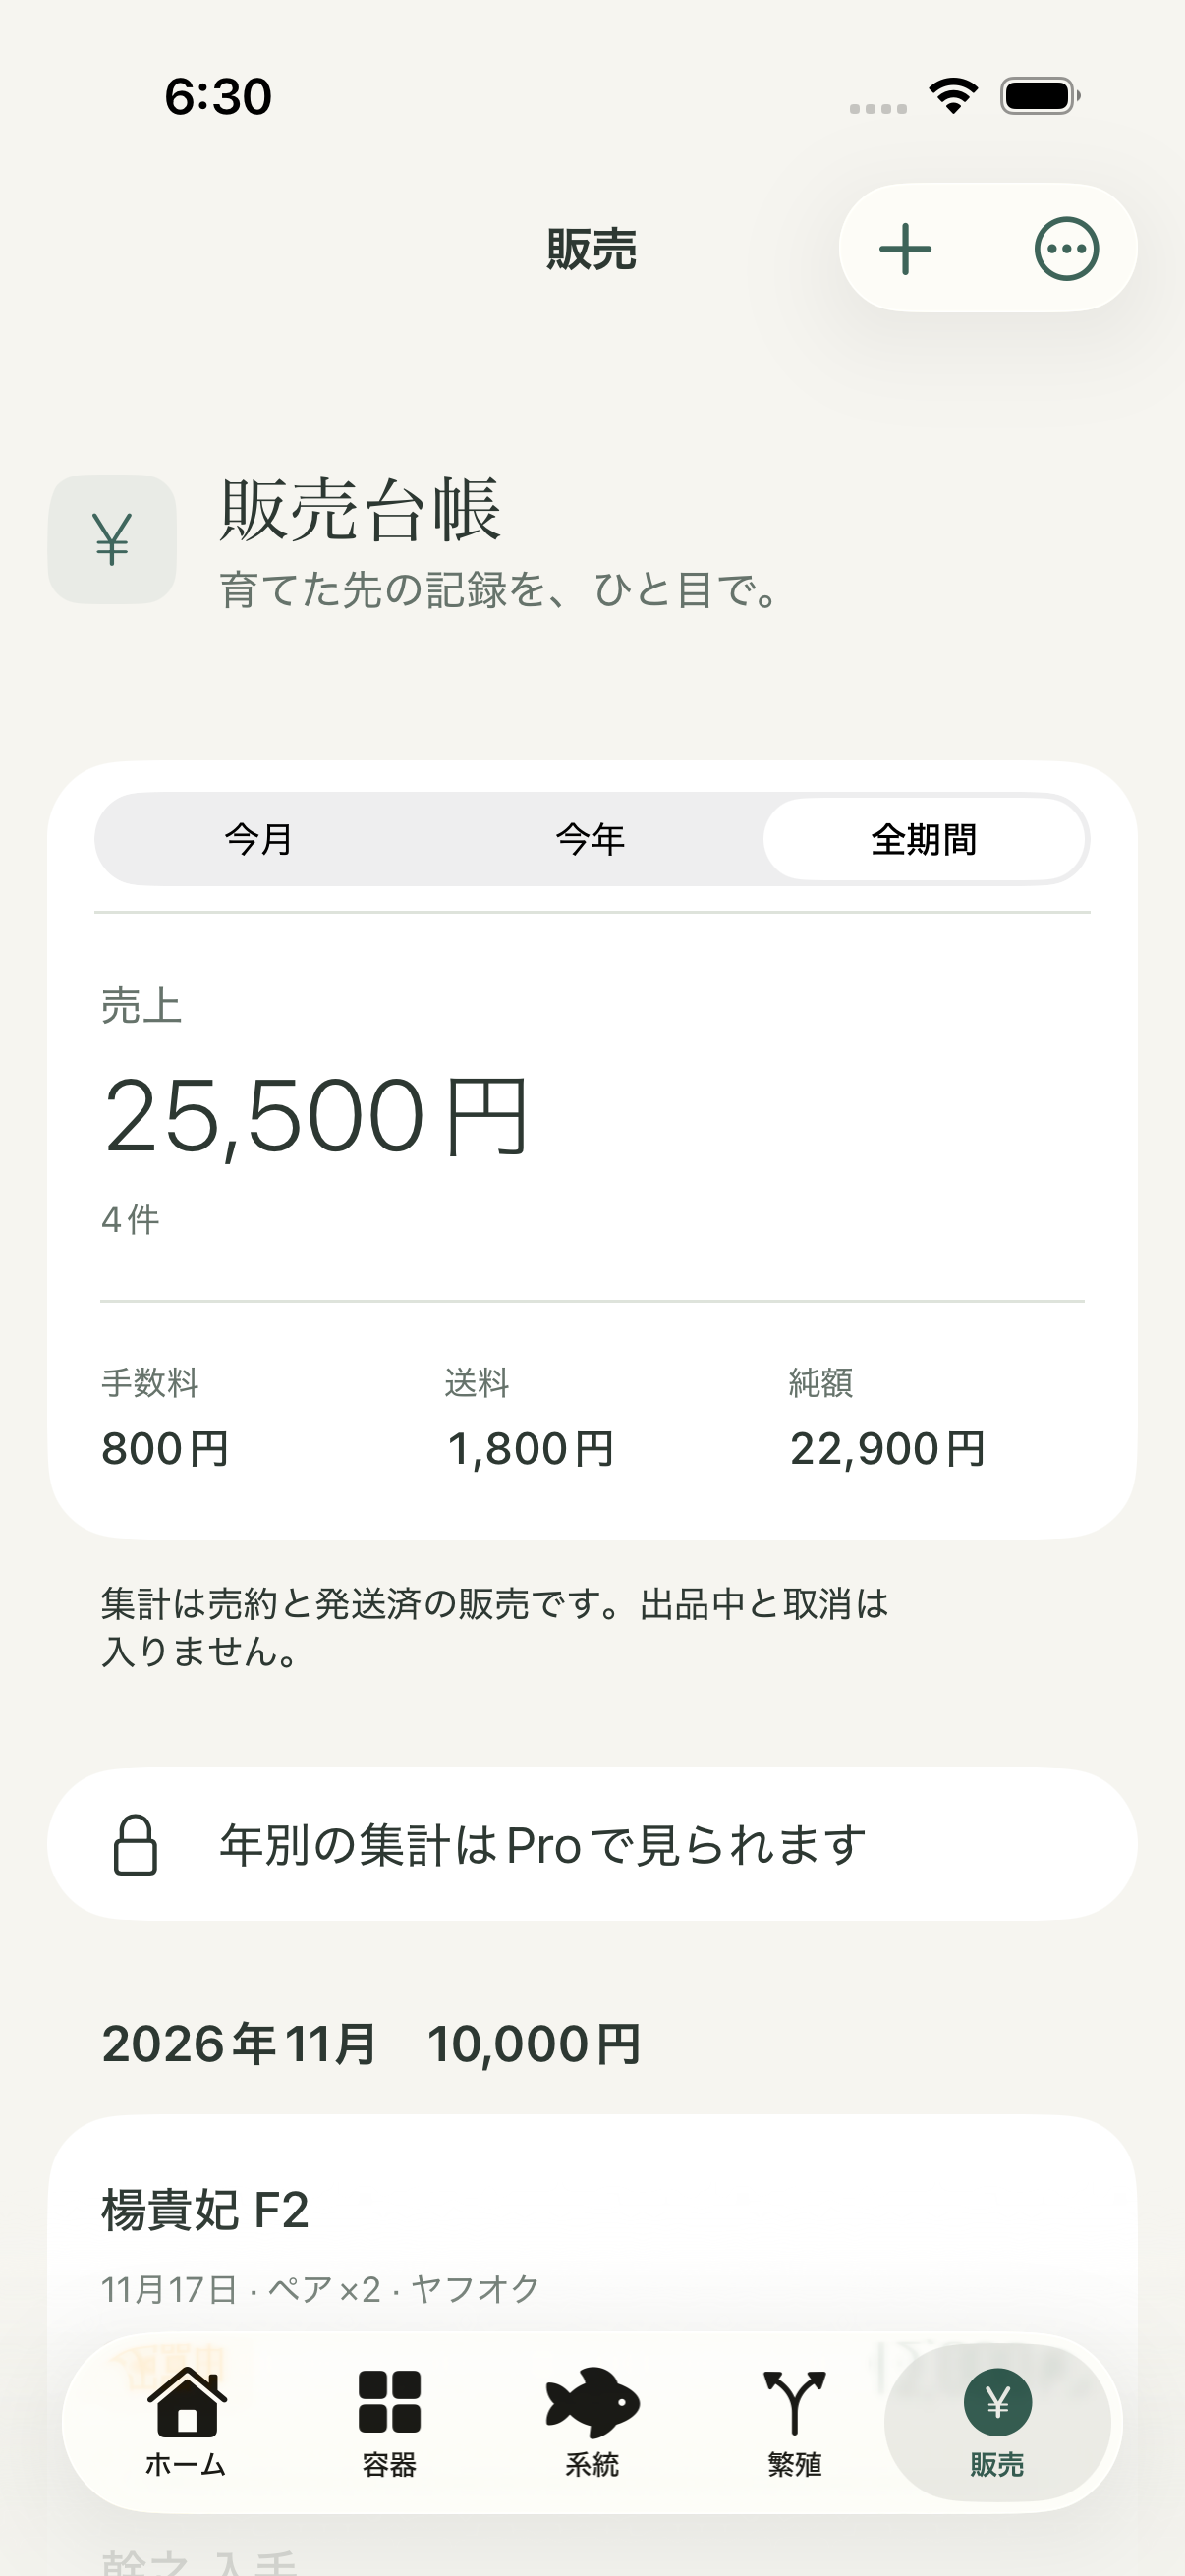 6:30
販売
¥
販売台帳
育てた先の記録を、ひと目で。
今月 今年 全期間
売上
25,500円
4件
手数料 送料 純額
800円 1,800円 22,900円
集計は売約と発送済の販売です。出品中と取消は
入りません。
年別の集計はProで見られます
2026年11月 10,000円
楊貴妃 F2
11月17日 · ペア×2 · ヤフオク
¥
ホーム 容器 系統 繁殖 販売